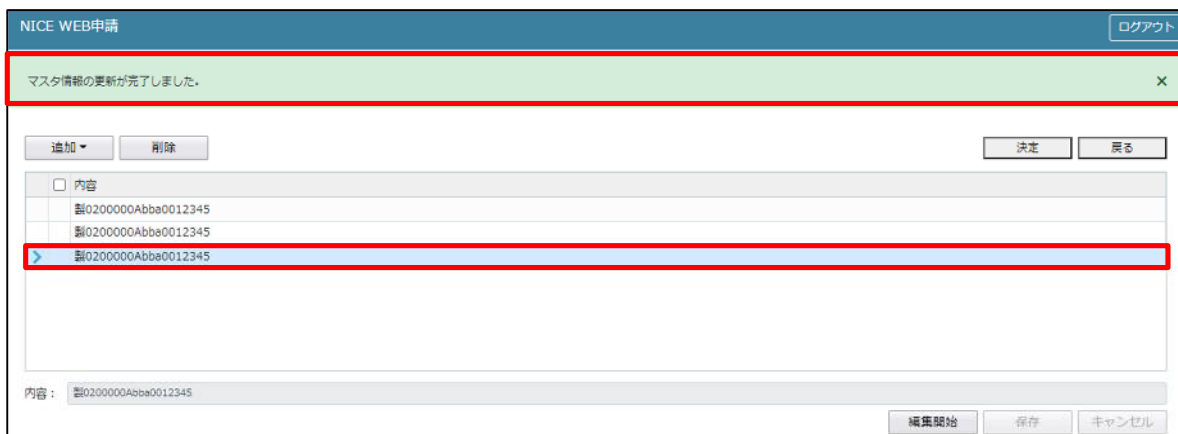 NICE WEB申請 ログアウト
マスタ情報の更新が完了しました。 ×
追加 削除 決定 戻る
内容
製0200000Abba0012345
製0200000Abba0012345
製0200000Abba0012345
内容： 製0200000Abba0012345
編集開始 保存 キャンセル